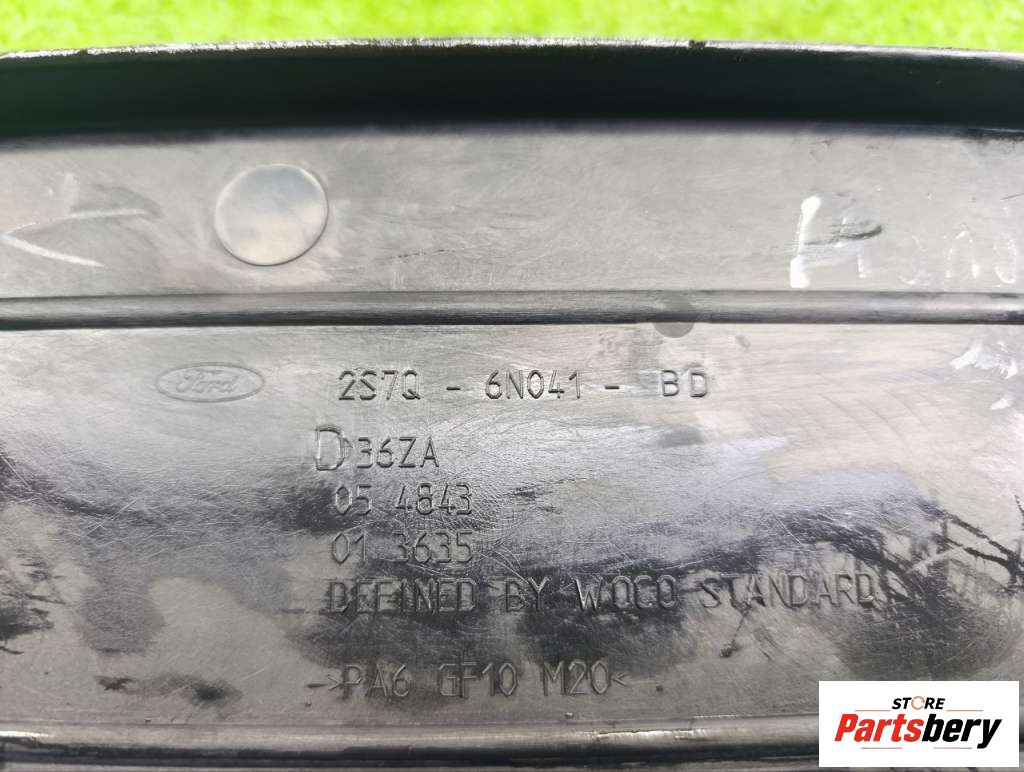 Ford
2S7Q - 6N041 - BD
D36ZA
05 4843
01 3635
DEFINED BY WOCO STANDARD
>PA6 GF10 M20<
STORE
Partsbery